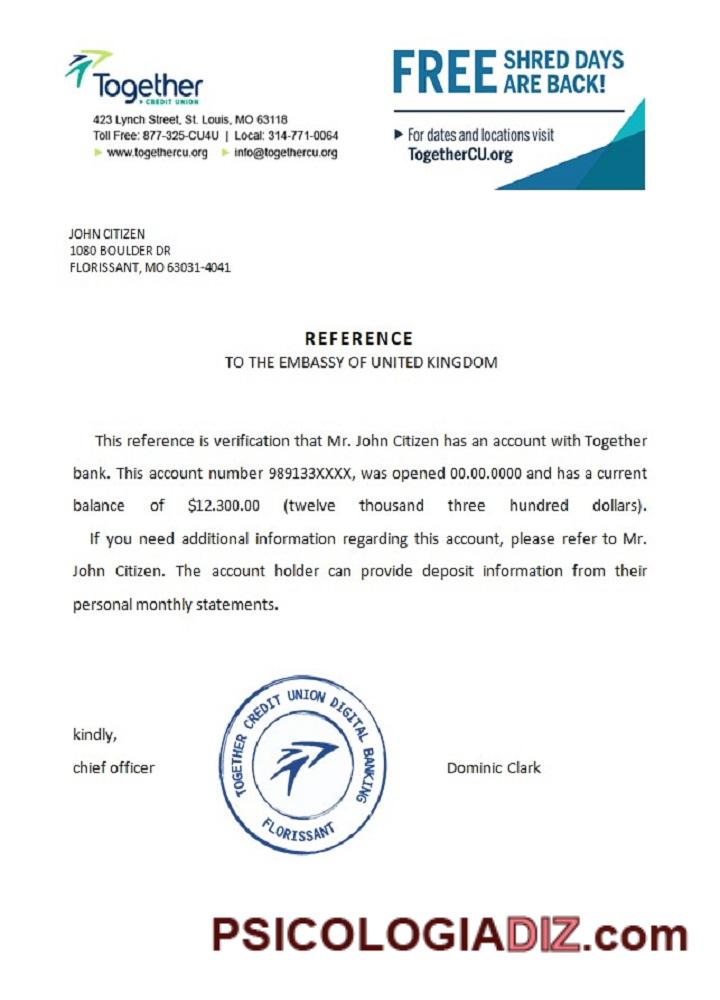 Together
CREDIT UNION
423 Lynch Street, St. Louis, MO 63118
Toll Free: 877-325-CU4U | Local: 314-771-0064
www.togethercu.org info@togethercu.org
FREE SHRED DAYS
ARE BACK!
For dates and locations visit
TogetherCU.org
JOHN CITIZEN
1080 BOULDER DR
FLORISSANT, MO 63031-4041
REFERENCE
TO THE EMBASSY OF UNITED KINGDOM
This reference is verification that Mr. John Citizen has an account with Together
bank. This account number 989133XXXX, was opened 00.00.0000 and has a current
balance of $12.300.00 (twelve thousand three hundred dollars).
If you need additional information regarding this account, please refer to Mr.
John Citizen. The account holder can provide deposit information from their
personal monthly statements.
kindly,
chief officer
TOGETHER CREDIT UNION DIGITAL BANKING
FLORISSANT
Dominic Clark
PSICOLOGIADIZ.com